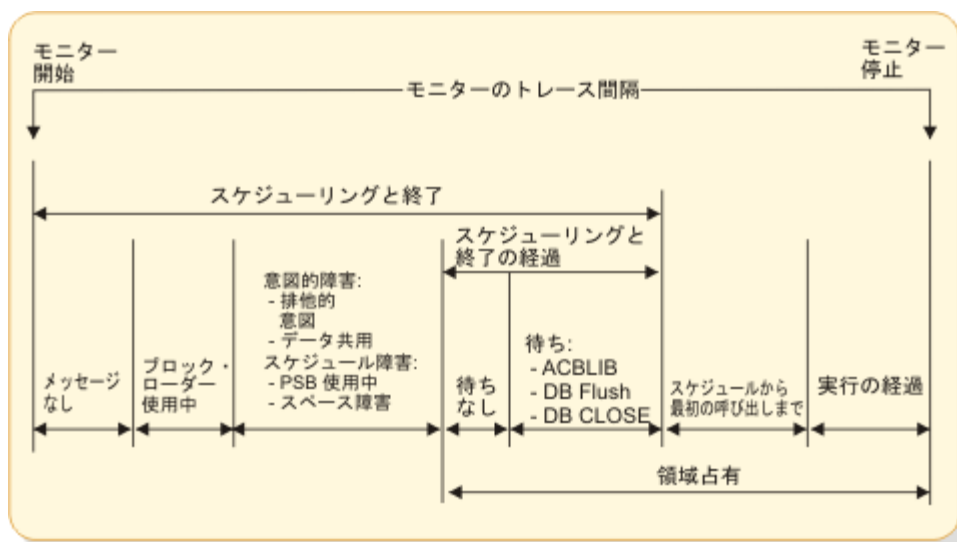 モニター
開始
モニター
停止
モニターのトレース間隔
スケジューリングと終了
スケジューリングと
終了の経過
意図的障害:
- 排他的
意図
- データ共用
スケジュール障害:
- PSB 使用中
- スペース障害
メッセージ
なし
ブロック・
ローダー
使用中
待ち
なし
待ち:
- ACBLIB
- DB Flush
- DB CLOSE
スケジュールから
最初の呼び出しまで
実行の経過
領域占有